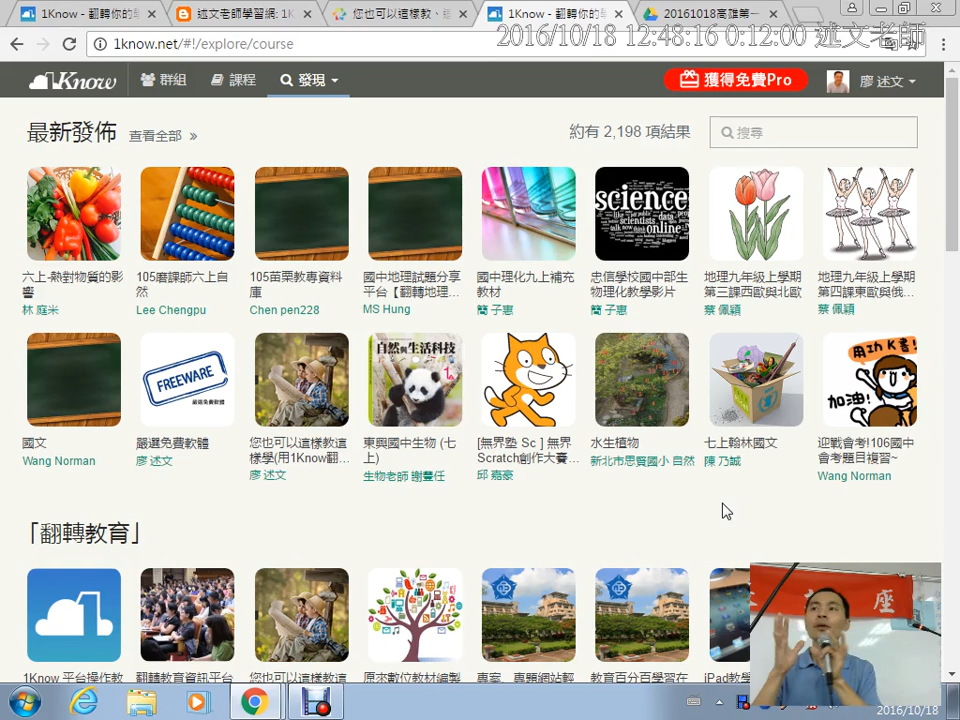 1Know - 翻轉你的
述文老師學習網: 1K
您也可以這樣教、
1Know - 翻轉你的
20161018高雄第一
1know.net/#!/explore/course
2016/10/18 12:48:16 0:12:00 述文老師
1Know
群組
課程
發現
獲得免費Pro
廖 述文
最新發佈
查看全部 »
約有 2,198 項結果
搜尋
science
online
六上-熱對物質的影
響
林 庭米
105磨課師六上自
然
Lee Chengpu
105苗栗教專資料
庫
Chen pen228
國中地理試題分享
平台【翻轉地理...
MS Hung
國中理化九上補充
教材
簡 子惠
忠信學校國中部生
物理化教學影片
簡 子惠
地理九年級上學期
第三課西歐與北歐
蔡 佩穎
地理九年級上學期
第四課東歐與俄...
蔡 佩穎
FREEWARE
嚴選免費軟體
自然與生活科技
用功K書!
加油!
國文
Wang Norman
嚴選免費軟體
廖 述文
您也可以這樣教這
樣學(用1Know翻...
廖 述文
東興國中生物 (七
上)
生物老師 謝豐任
[無界塾 Sc ] 無界
Scratch創作大賽...
邱 嘉豪
水生植物
新北市思賢國小 自然
七上翰林國文
陳 乃誠
迎戰會考!106國中
會考題目複習~
Wang Norman
「翻轉教育」
1Know 平台操作教
翻轉教育資訊平台
您也可以這樣教這
原來數位教材編製
專案、專題網站輕
教育百分百學習在
iPad教
座
2016/10/18